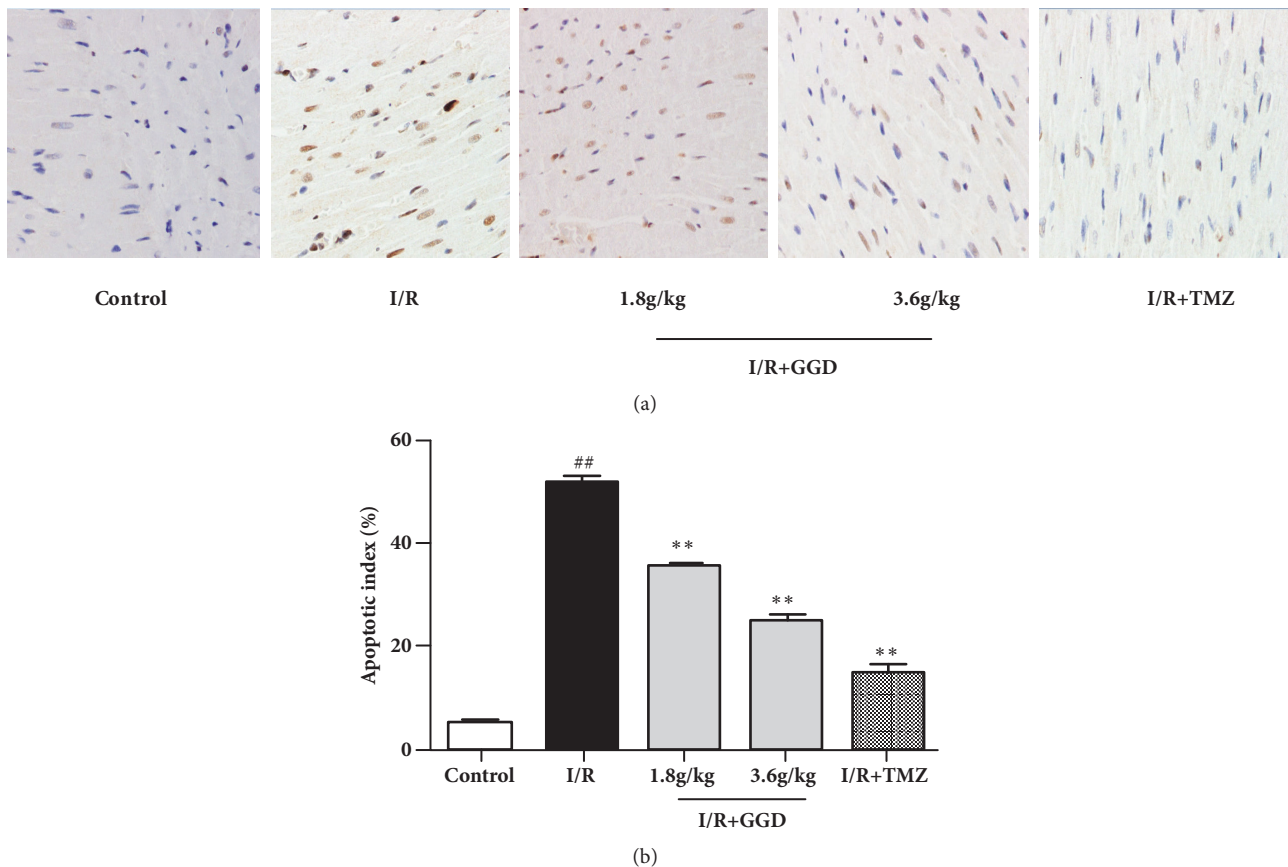 Control I/R 1.8g/kg 3.6g/kg I/R+TMZ
I/R+GGD
(a)
60
40
20
0
Apoptotic index (%)
##
**
**
**
Control I/R 1.8g/kg 3.6g/kg I/R+TMZ
I/R+GGD
(b)